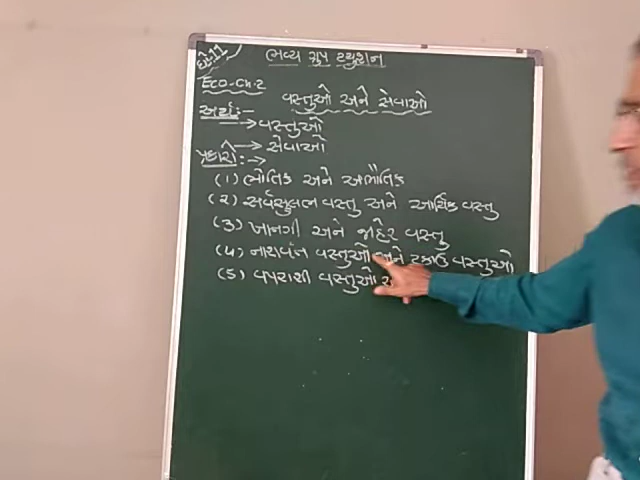 ધો.11
ભવ્ય ગ્રુપ ટ્યુશન
Eco-Ch.2
વસ્તુઓ અને સેવાઓ
અર્થ:-
→વસ્તુઓ
→ સેવાઓ
પ્રકારો:-→
(૧) ભૌતિક અને અભૌતિક
(૨) સર્વસુલભ વસ્તુ અને આર્થિક વસ્તુ
(૩) ખાનગી અને જાહેર વસ્તુ
(૪) નાશવંત વસ્તુઓ અને ટકાઉ વસ્તુઓ
(૫) વપરાશી વસ્તુઓ